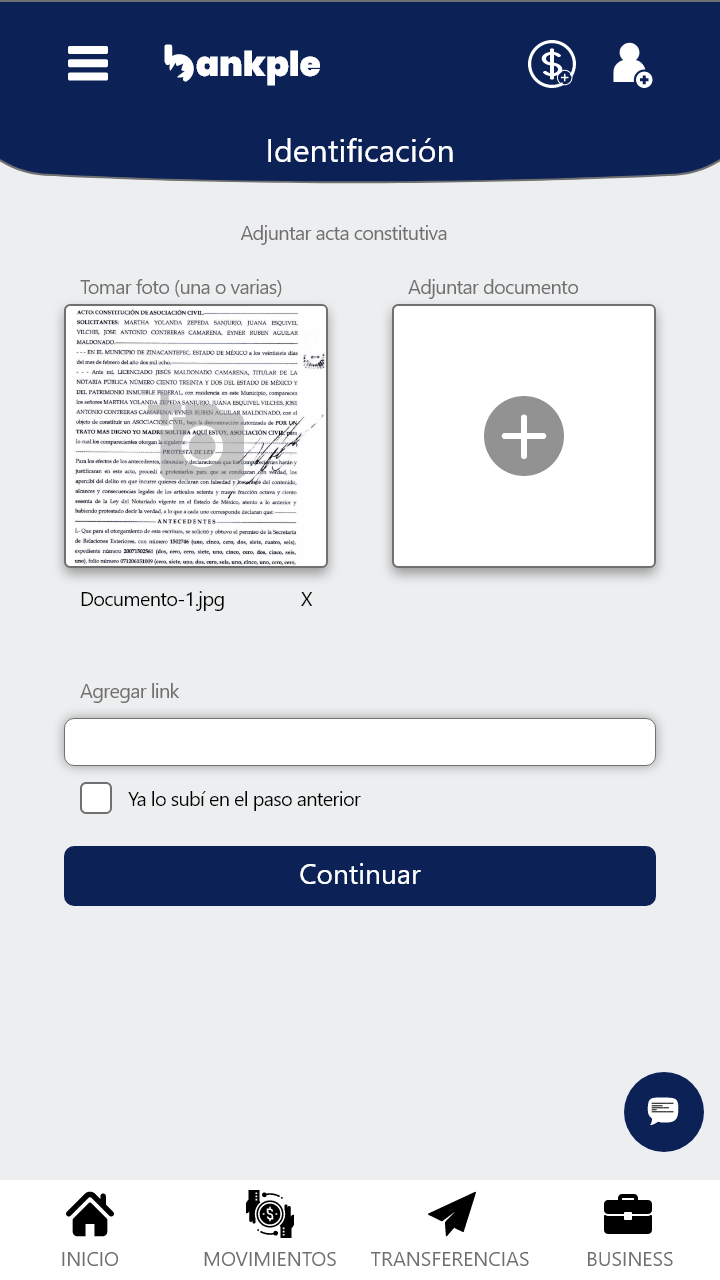 bankple
Identificación
Adjuntar acta constitutiva
Tomar foto (una o varias)
Adjuntar documento
ACTO: CONSTITUCIÓN DE ASOCIACIÓN CIVIL.
SOLICITANTES: MARTHA YOLANDA ZEPEDA SANJURJO, JUANA ESQUIVEL
VILCHIS, JOSE ANTONIO CONTRERAS CAMARENA, EYNER RUBEN AGUILAR
MALDONADO.
- - - EN EL MUNICIPIO DE ZINACANTEPEC, ESTADO DE MÉXICO a los veintiseis días
del mes de febrero del año dos mil ocho.
- - - Ante mí, LICENCIADO JESÚS MALDONADO CAMARENA, TITULAR DE LA
NOTARIA PÚBLICA NÚMERO CIENTO TREINTA Y DOS DEL ESTADO DE MÉXICO Y
DEL PATRIMONIO INMUEBLE FEDERAL, con residencia en este Municipio, comparecen
los señores MARTHA YOLANDA ZEPEDA SANJURJO, JUANA ESQUIVEL VILCHIS, JOSE
ANTONIO CONTRERAS CAMARENA, EYNER RUBEN AGUILAR MALDONADO, con el
objeto de constituir un ASOCIACIÓN CIVIL, bajo la denominación autorizada de POR UN
TRATO MAS DIGNO YO MADRE SOLTERA AQUÍ ESTOY, ASOCIACIÓN CIVIL, para
lo cual los comparecientes otorgan la siguiente:
PROTESTA DE LEY
Para los efectos de los antecedentes, cláusulas y declaraciones que los comparecientes harán y
justificaran en este acto, procedí a protestarlos para que se conduzcan con verdad, los
apercibí del delito en que incurre quienes declaran con falsedad y del contenido,
alcances y consecuencias legales de los artículos setenta y nueve fracción octava y ciento
sesenta de la Ley del Notariado vigente en el Estado de México, atento a lo anterior y
habiendo protestado decir la verdad, a lo que a cada uno corresponde declaran que:
ANTECEDENTES
I.- Que para el otorgamiento de esta escritura, se solicitó y obtuvo el permiso de la Secretaría
de Relaciones Exteriores, con número 1502746 (uno, cinco, cero, dos, siete, cuatro, seis),
expediente número 20071502561 (dos, cero, cero, siete, uno, cinco, cero, dos, cinco, seis,
uno), folio número 071206151009 (cero, siete, uno, dos, cero, seis, uno, cinco, uno, cero, cero,
Documento-1.jpg
X
Agregar link
Ya lo subí en el paso anterior
Continuar
INICIO
MOVIMIENTOS
TRANSFERENCIAS
BUSINESS